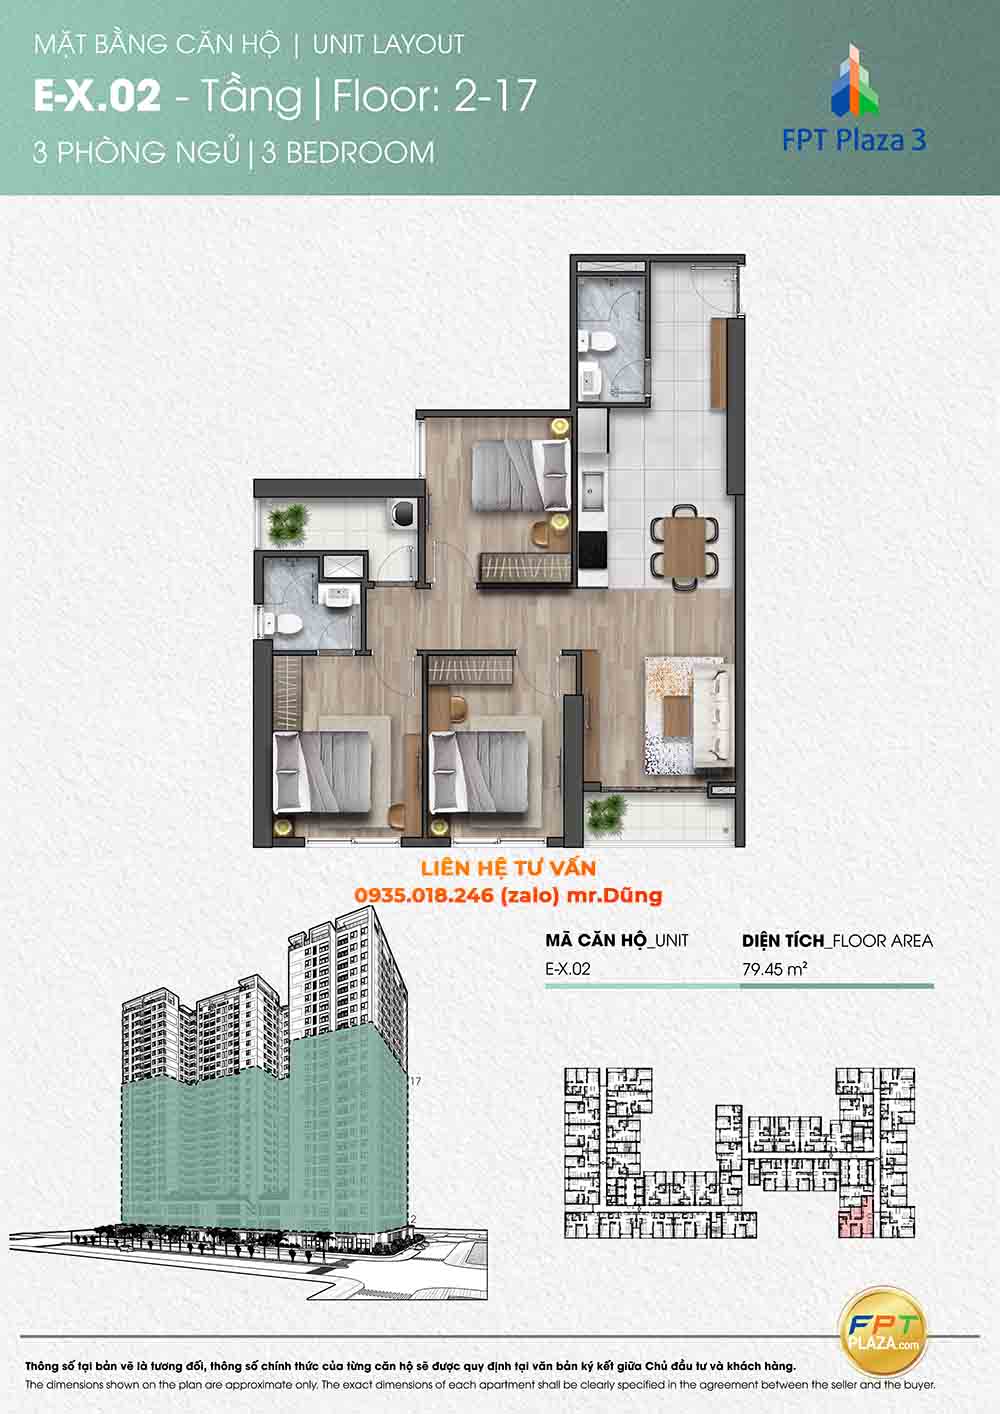 MẶT BẰNG CĂN HỘ | UNIT LAYOUT
E-X.02 - Tầng | Floor: 2-17
3 PHÒNG NGỦ | 3 BEDROOM
FPT Plaza 3
LIÊN HỆ TƯ VẤN
0935.018.246 (zalo) mr.Dũng
MÃ CĂN HỘ_UNIT
E-X.02
DIỆN TÍCH_FLOOR AREA
79.45 m²
17
2
FPT
PLAZA.com
Thông số tại bản vẽ là tương đối, thông số chính thức của từng căn hộ sẽ được quy định tại văn bản ký kết giữa Chủ đầu tư và khách hàng.
The dimensions shown on the plan are approximate only. The exact dimensions of each apartment shall be clearly specified in the agreement between the seller and the buyer.